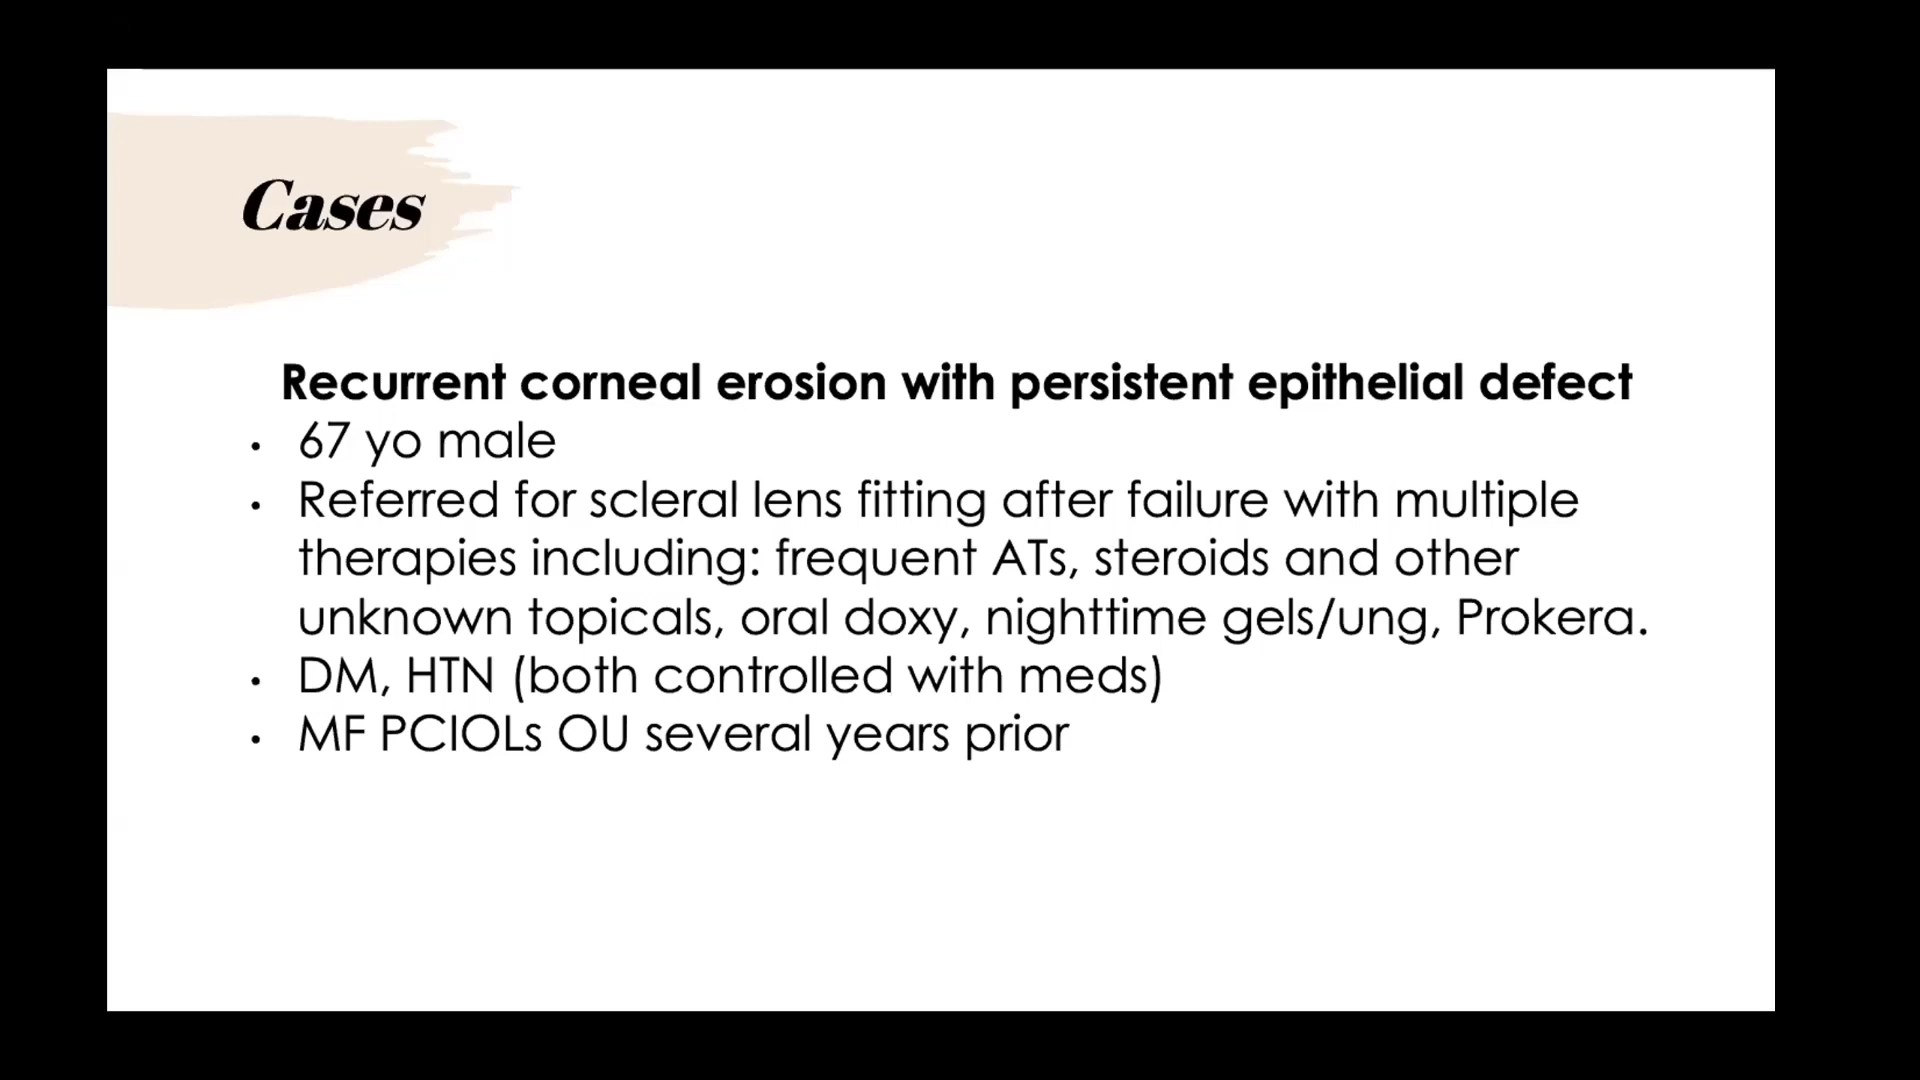 Cases
Recurrent corneal erosion with persistent epithelial defect
• 67 yo male
• Referred for scleral lens fitting after failure with multiple
therapies including: frequent ATs, steroids and other
unknown topicals, oral doxy, nighttime gels/ung, Prokera.
• DM, HTN (both controlled with meds)
• MF PCIOLs OU several years prior